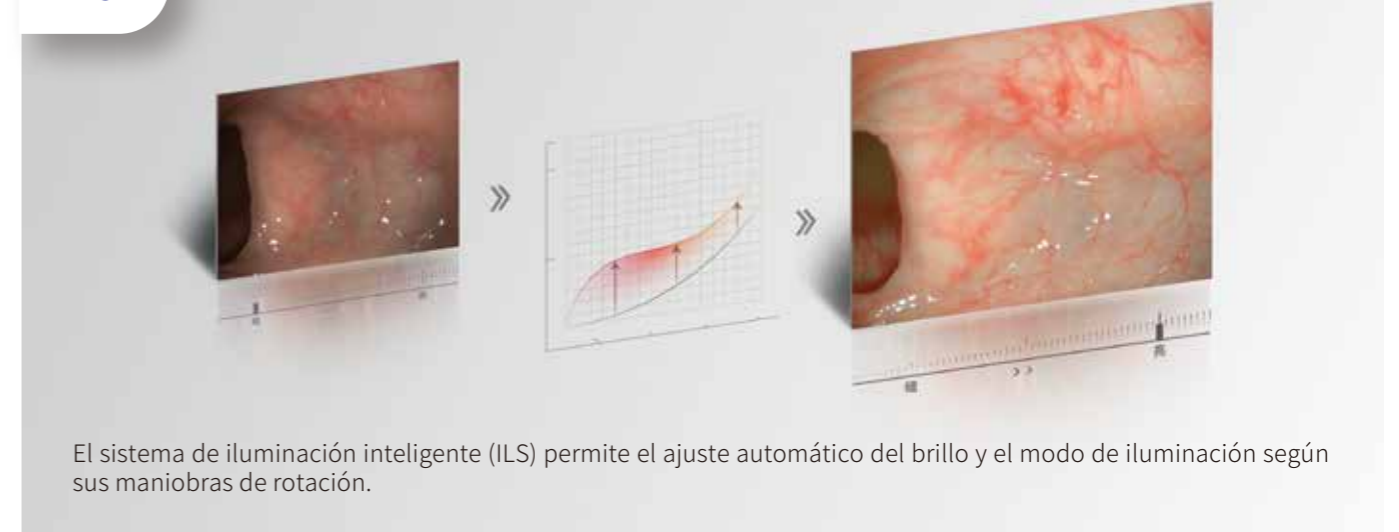 El sistema de iluminación inteligente (ILS) permite el ajuste automático del brillo y el modo de iluminación según
sus maniobras de rotación.